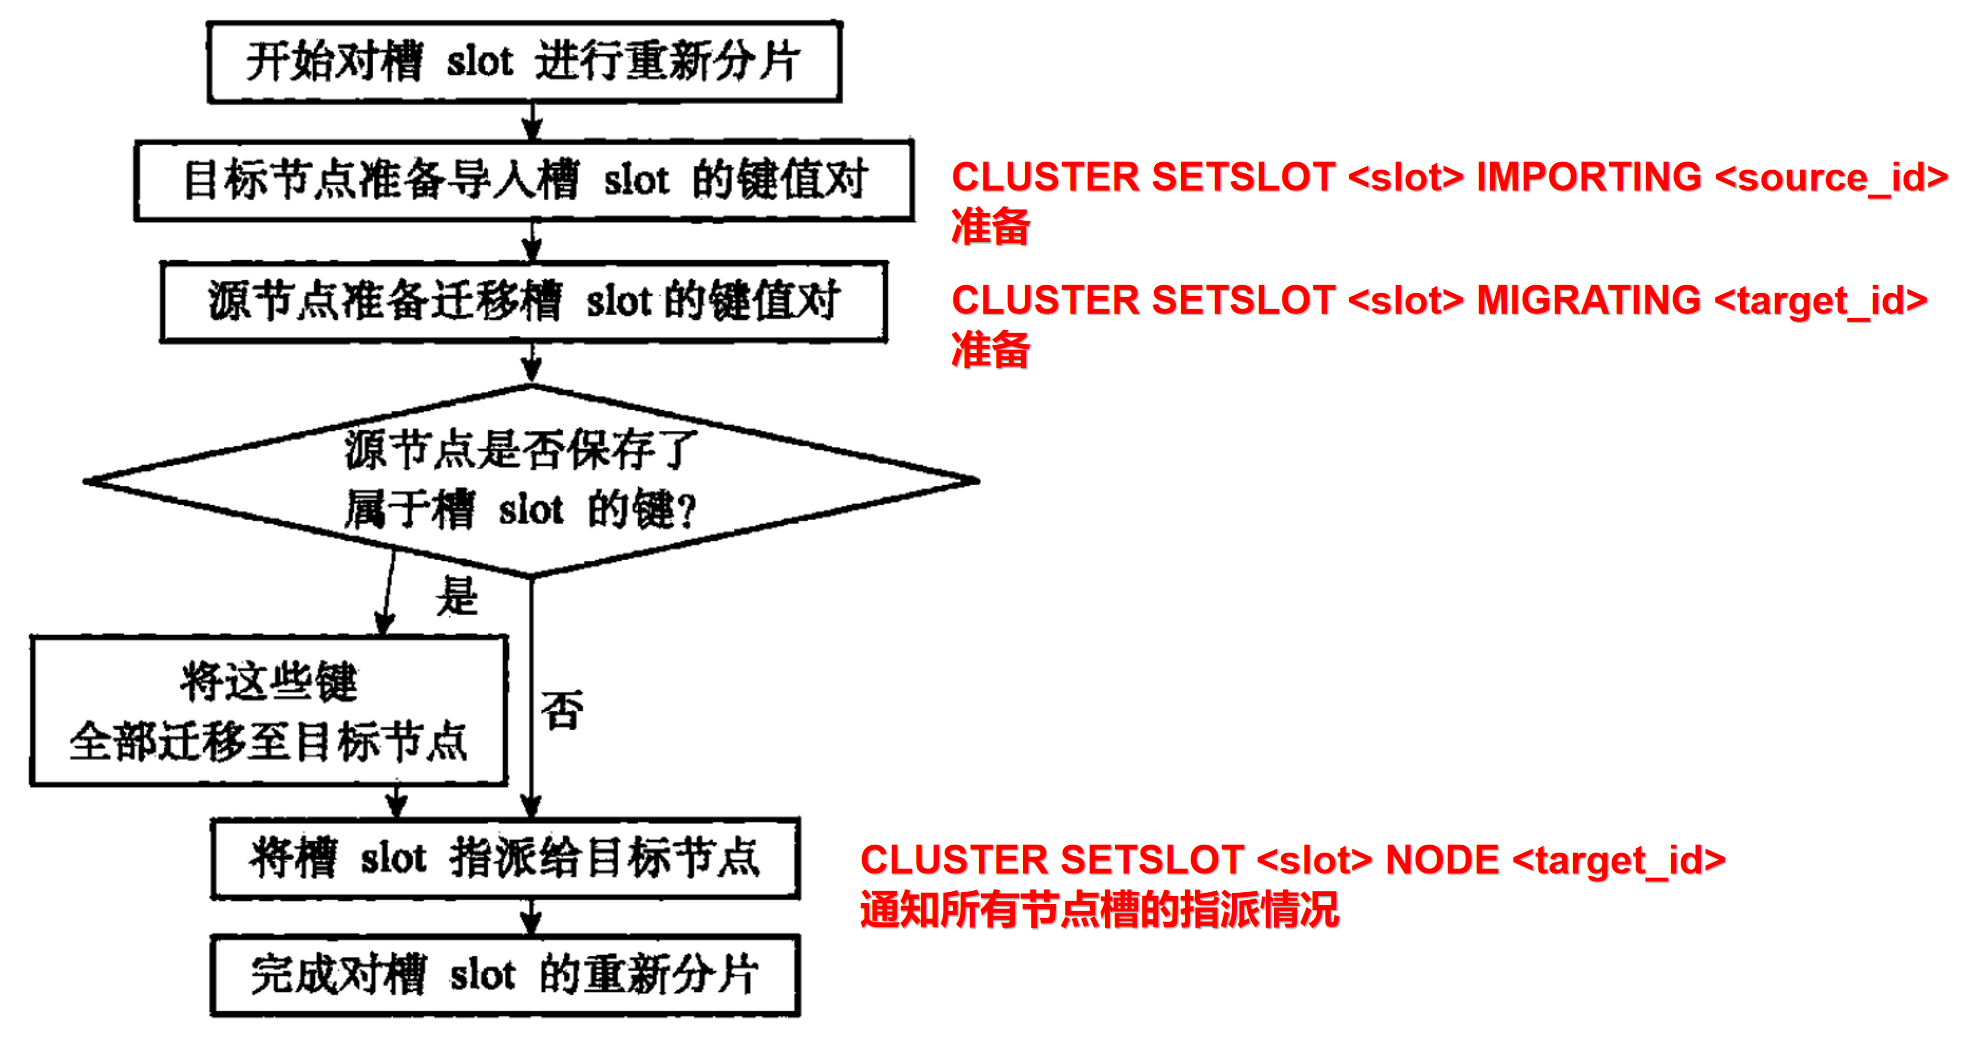 开始对槽 slot 进行重新分片
目标节点准备导入槽 slot 的键值对
CLUSTER SETSLOT <slot> IMPORTING <source_id>
准备
源节点准备迁移槽 slot 的键值对
CLUSTER SETSLOT <slot> MIGRATING <target_id>
准备
源节点是否保存了
属于槽 slot 的键?
是
将这些键
全部迁移至目标节点
否
将槽 slot 指派给目标节点
CLUSTER SETSLOT <slot> NODE <target_id>
通知所有节点槽的指派情况
完成对槽 slot 的重新分片